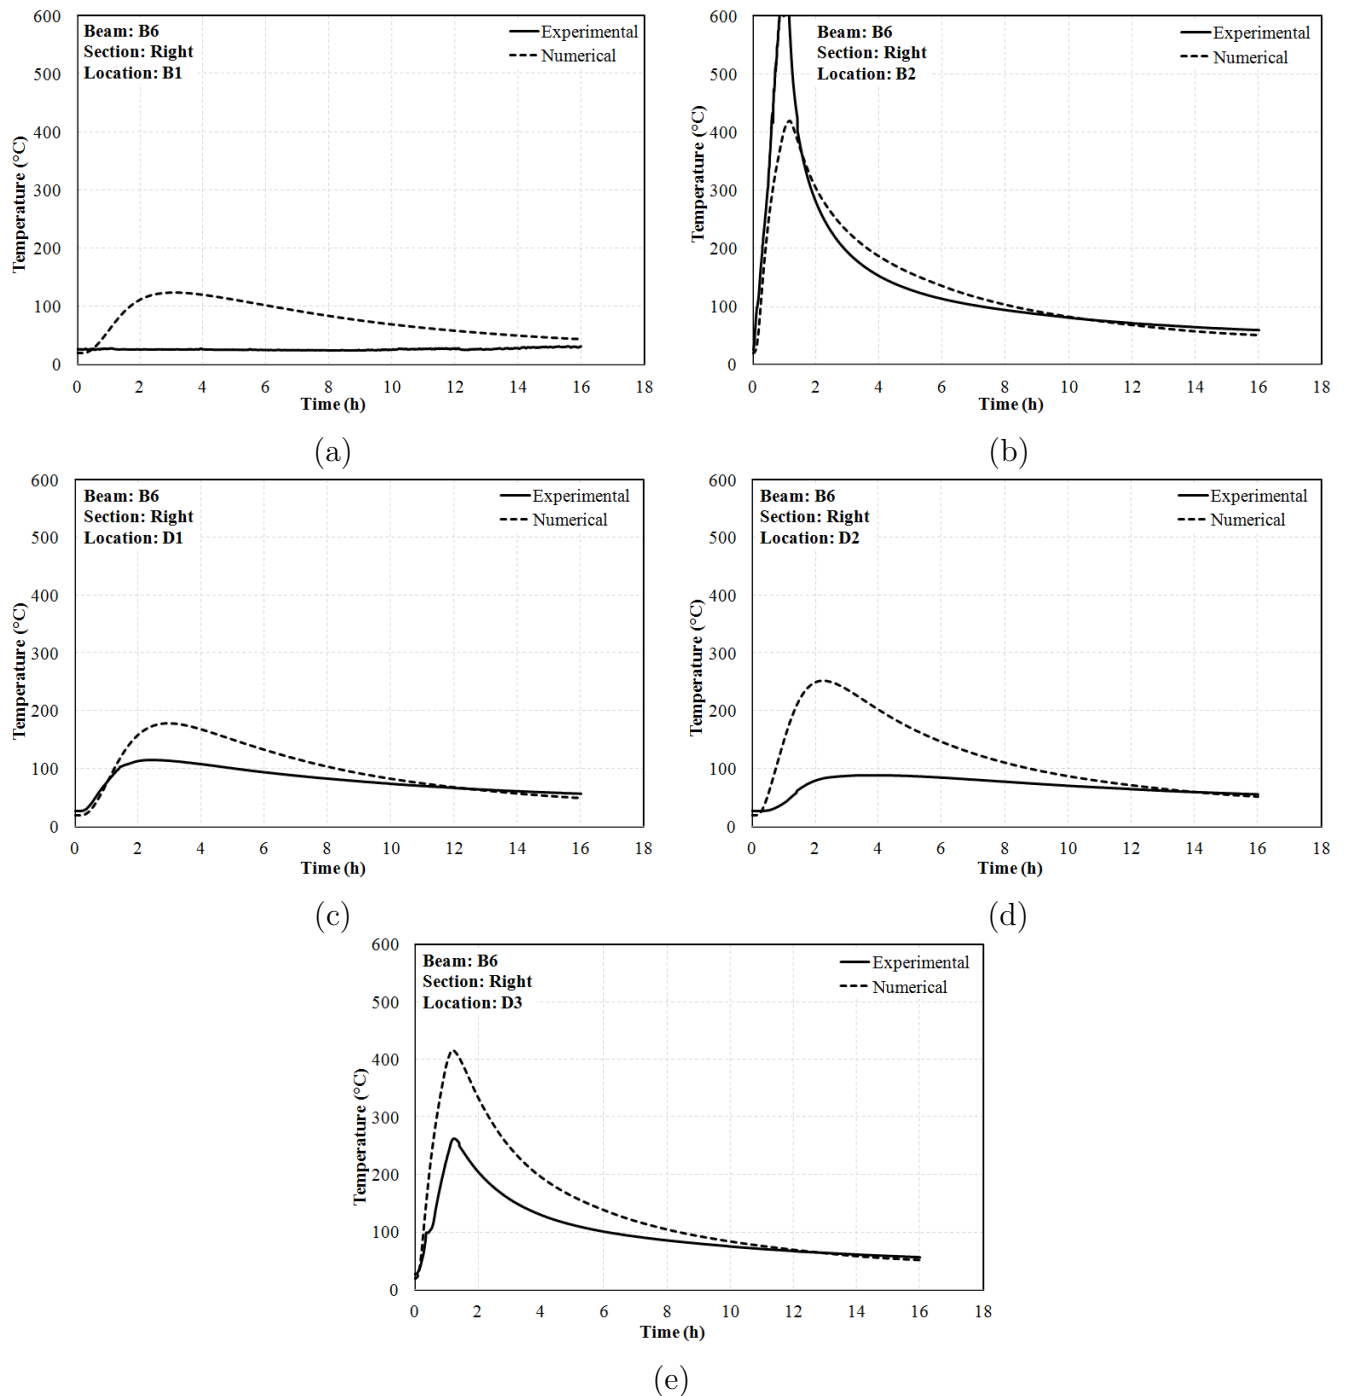 Beam: B6
Section: Right
Location: B1
Experimental
Numerical
600
500
400
300
200
100
0
Temperature (°C)
0 2 4 6 8 10 12 14 16 18
Time (h)
(a)
Beam: B6
Section: Right
Location: B2
Experimental
Numerical
600
500
400
300
200
100
0
Temperature (°C)
0 2 4 6 8 10 12 14 16 18
Time (h)
(b)
Beam: B6
Section: Right
Location: D1
Experimental
Numerical
600
500
400
300
200
100
0
Temperature (°C)
0 2 4 6 8 10 12 14 16 18
Time (h)
(c)
Beam: B6
Section: Right
Location: D2
Experimental
Numerical
600
500
400
300
200
100
0
Temperature (°C)
0 2 4 6 8 10 12 14 16 18
Time (h)
(d)
Beam: B6
Section: Right
Location: D3
Experimental
Numerical
600
500
400
300
200
100
0
Temperature (°C)
0 2 4 6 8 10 12 14 16 18
Time (h)
(e)